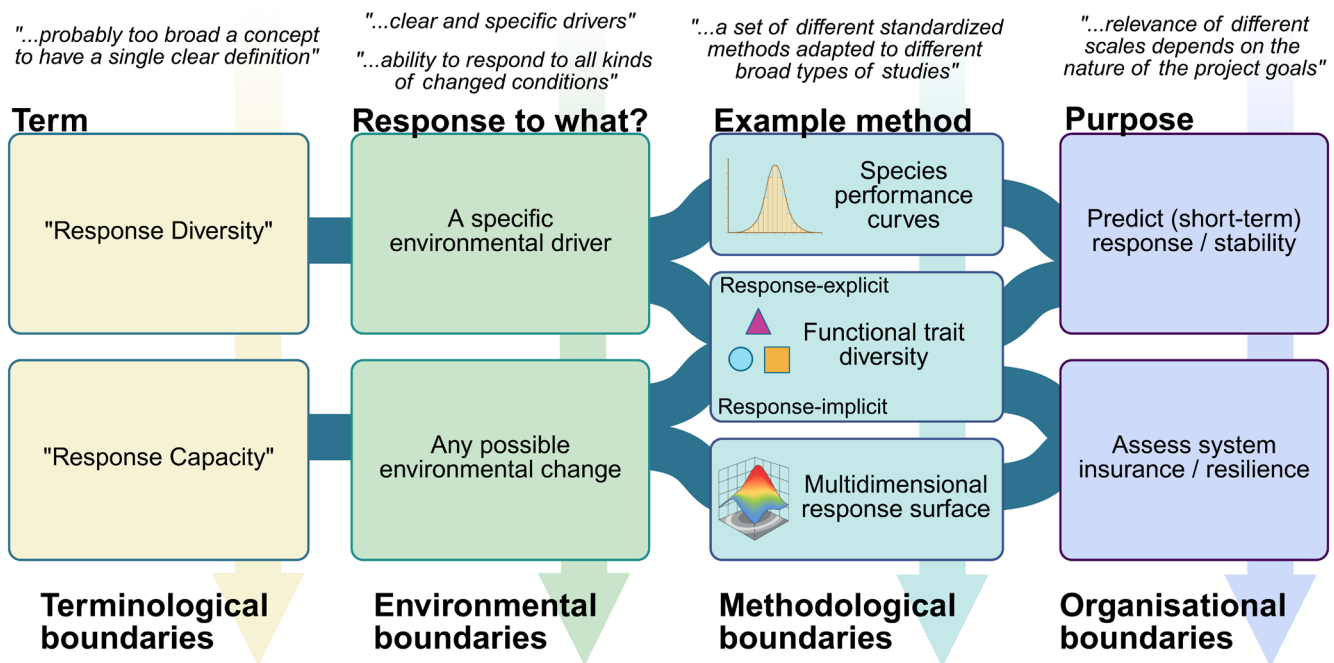 "...probably too broad a concept
to have a single clear definition"
"...clear and specific drivers"
"...ability to respond to all kinds
of changed conditions"
"...a set of different standardized
methods adapted to different
broad types of studies"
"...relevance of different
scales depends on the
nature of the project goals"
Term
Response to what?
Example method
Purpose
"Response Diversity"
A specific
environmental driver
Species
performance
curves
Predict (short-term)
response / stability
Response-explicit
Functional trait
diversity
Response-implicit
"Response Capacity"
Any possible
environmental change
Multidimensional
response surface
Assess system
insurance / resilience
Terminological
boundaries
Environmental
boundaries
Methodological
boundaries
Organisational
boundaries